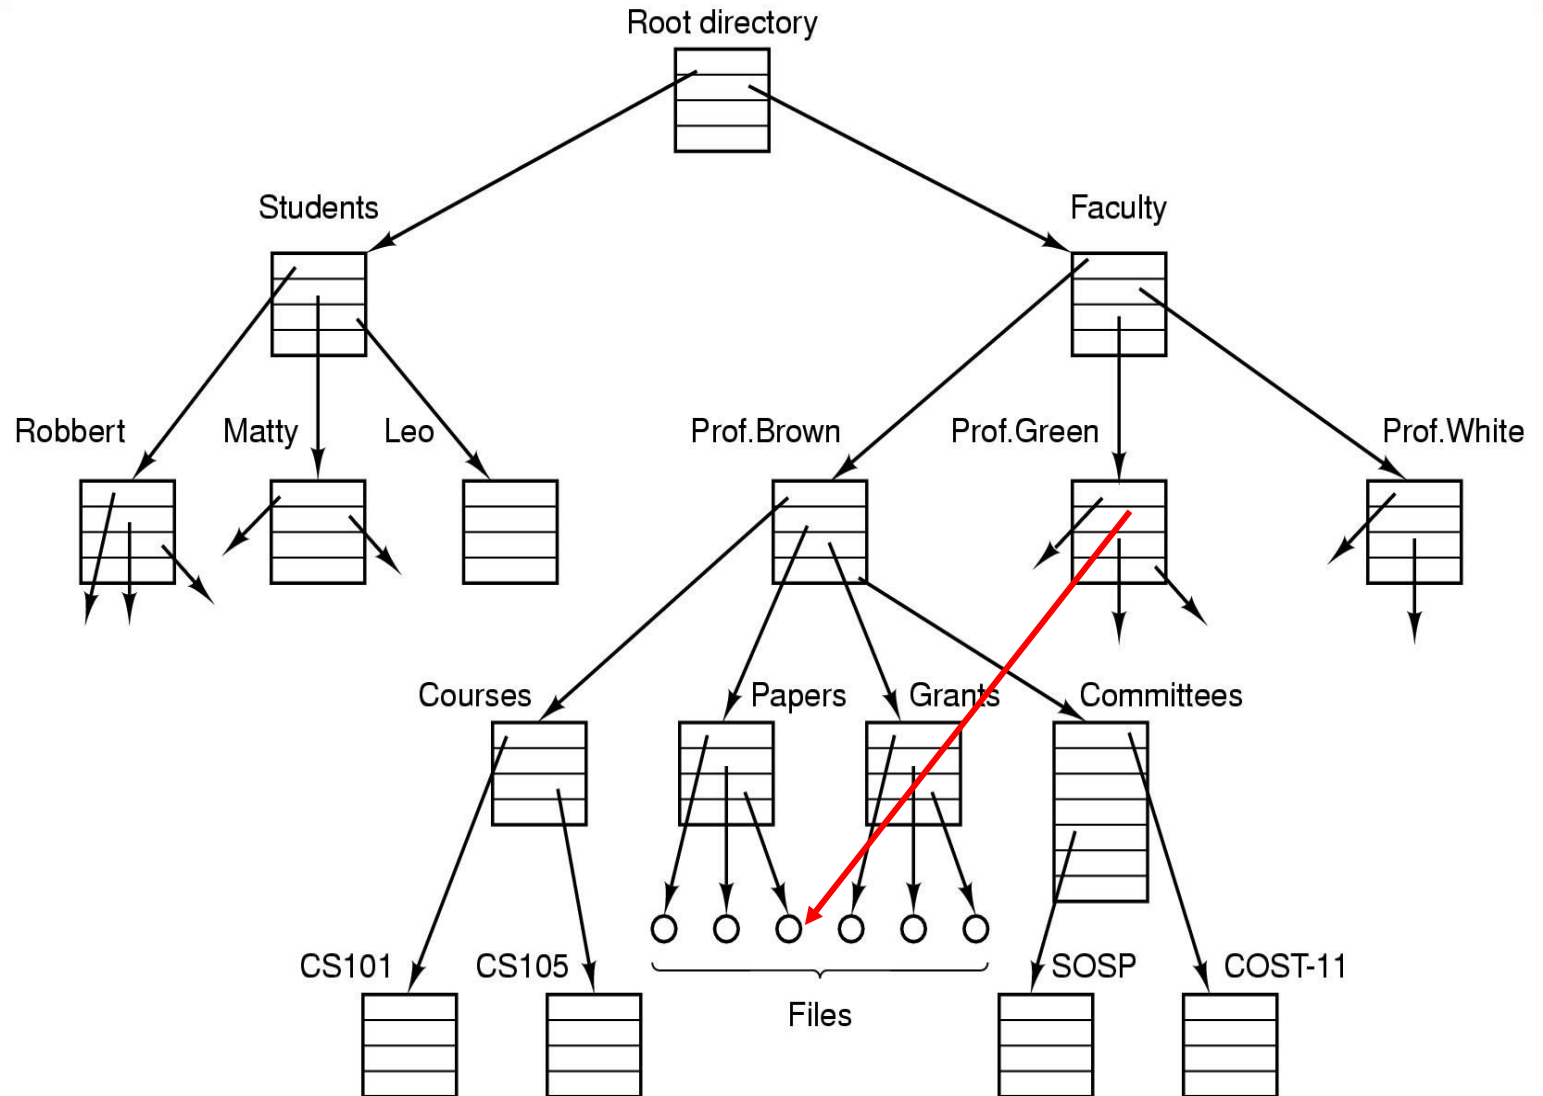 Root directory
Students
Faculty
Robbert
Matty
Leo
Prof.Brown
Prof.Green
Prof.White
Courses
Papers
Grants
Committees
CS101
CS105
SOSP
COST-11
Files